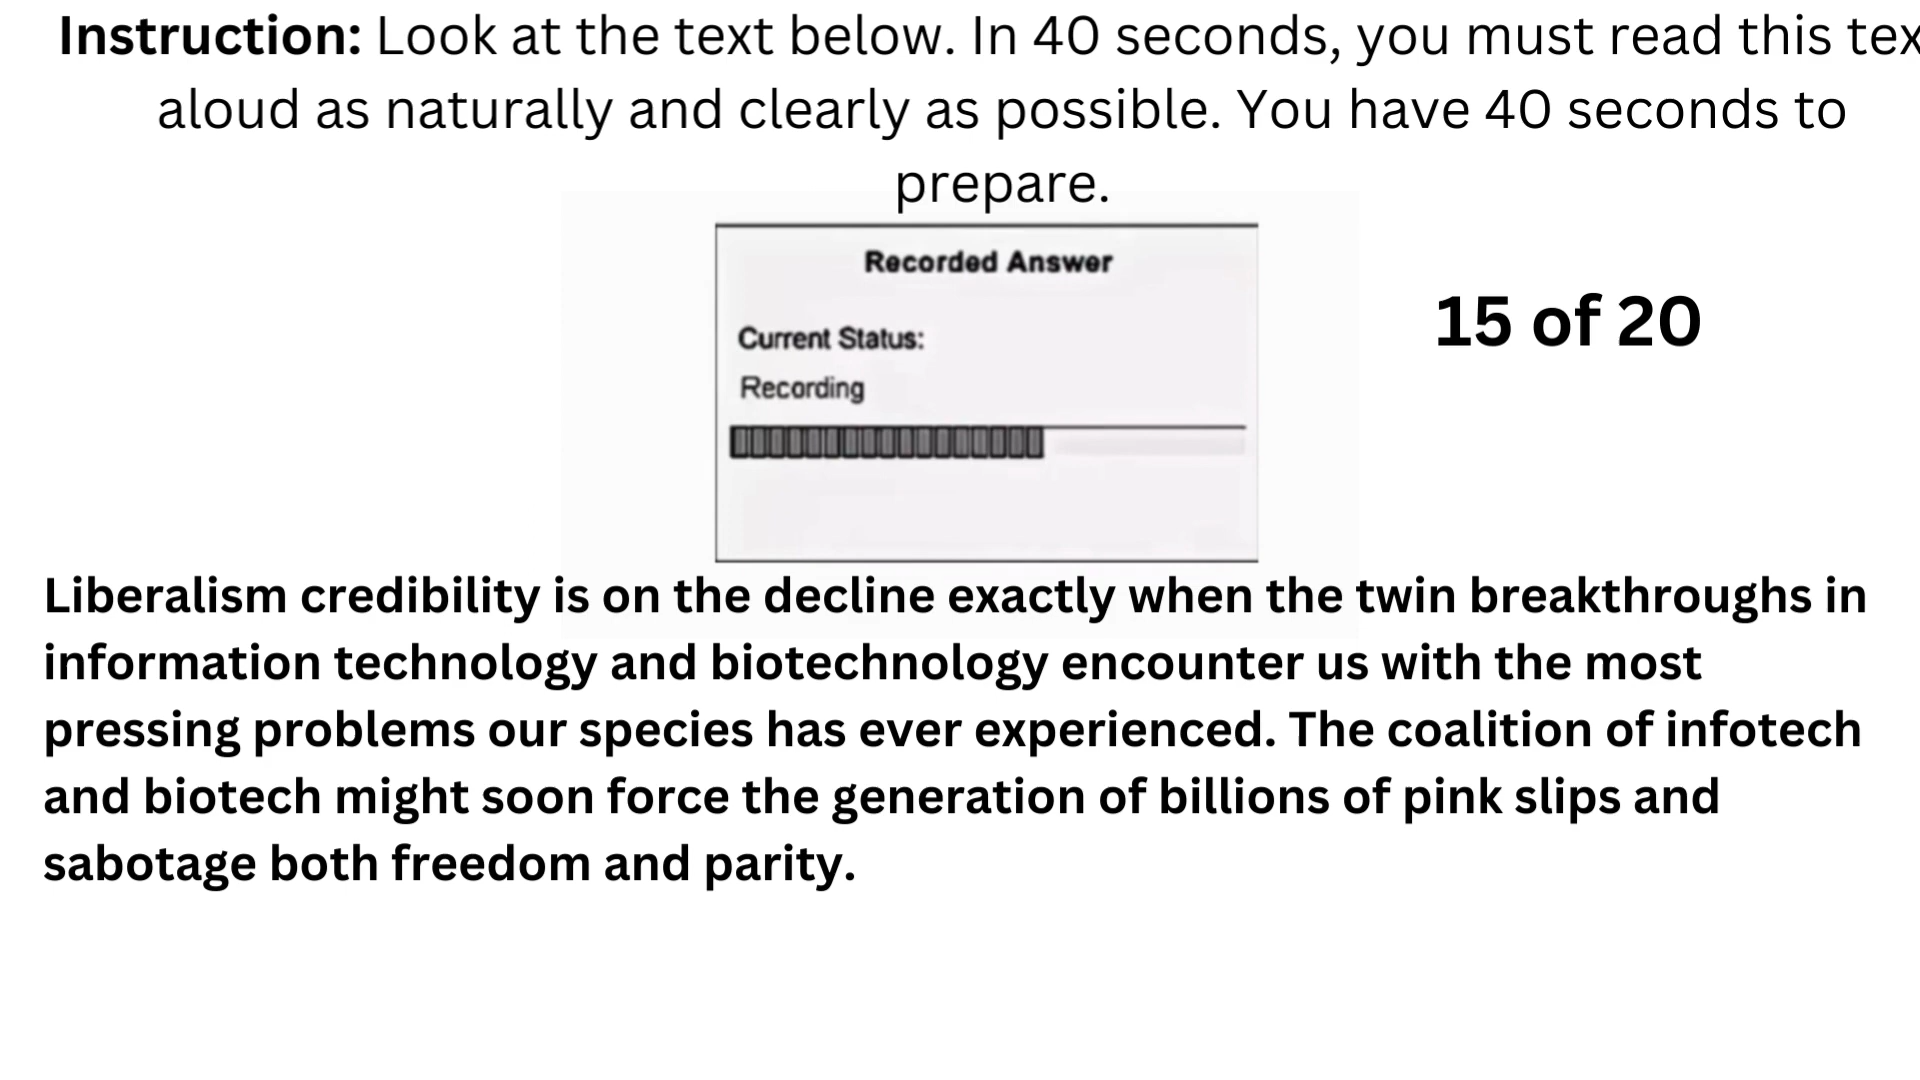 Instruction: Look at the text below. In 40 seconds, you must read this tex
aloud as naturally and clearly as possible. You have 40 seconds to
prepare.
Recorded Answer
Current Status:
Recording
15 of 20
Liberalism credibility is on the decline exactly when the twin breakthroughs in
information technology and biotechnology encounter us with the most
pressing problems our species has ever experienced. The coalition of infotech
and biotech might soon force the generation of billions of pink slips and
sabotage both freedom and parity.